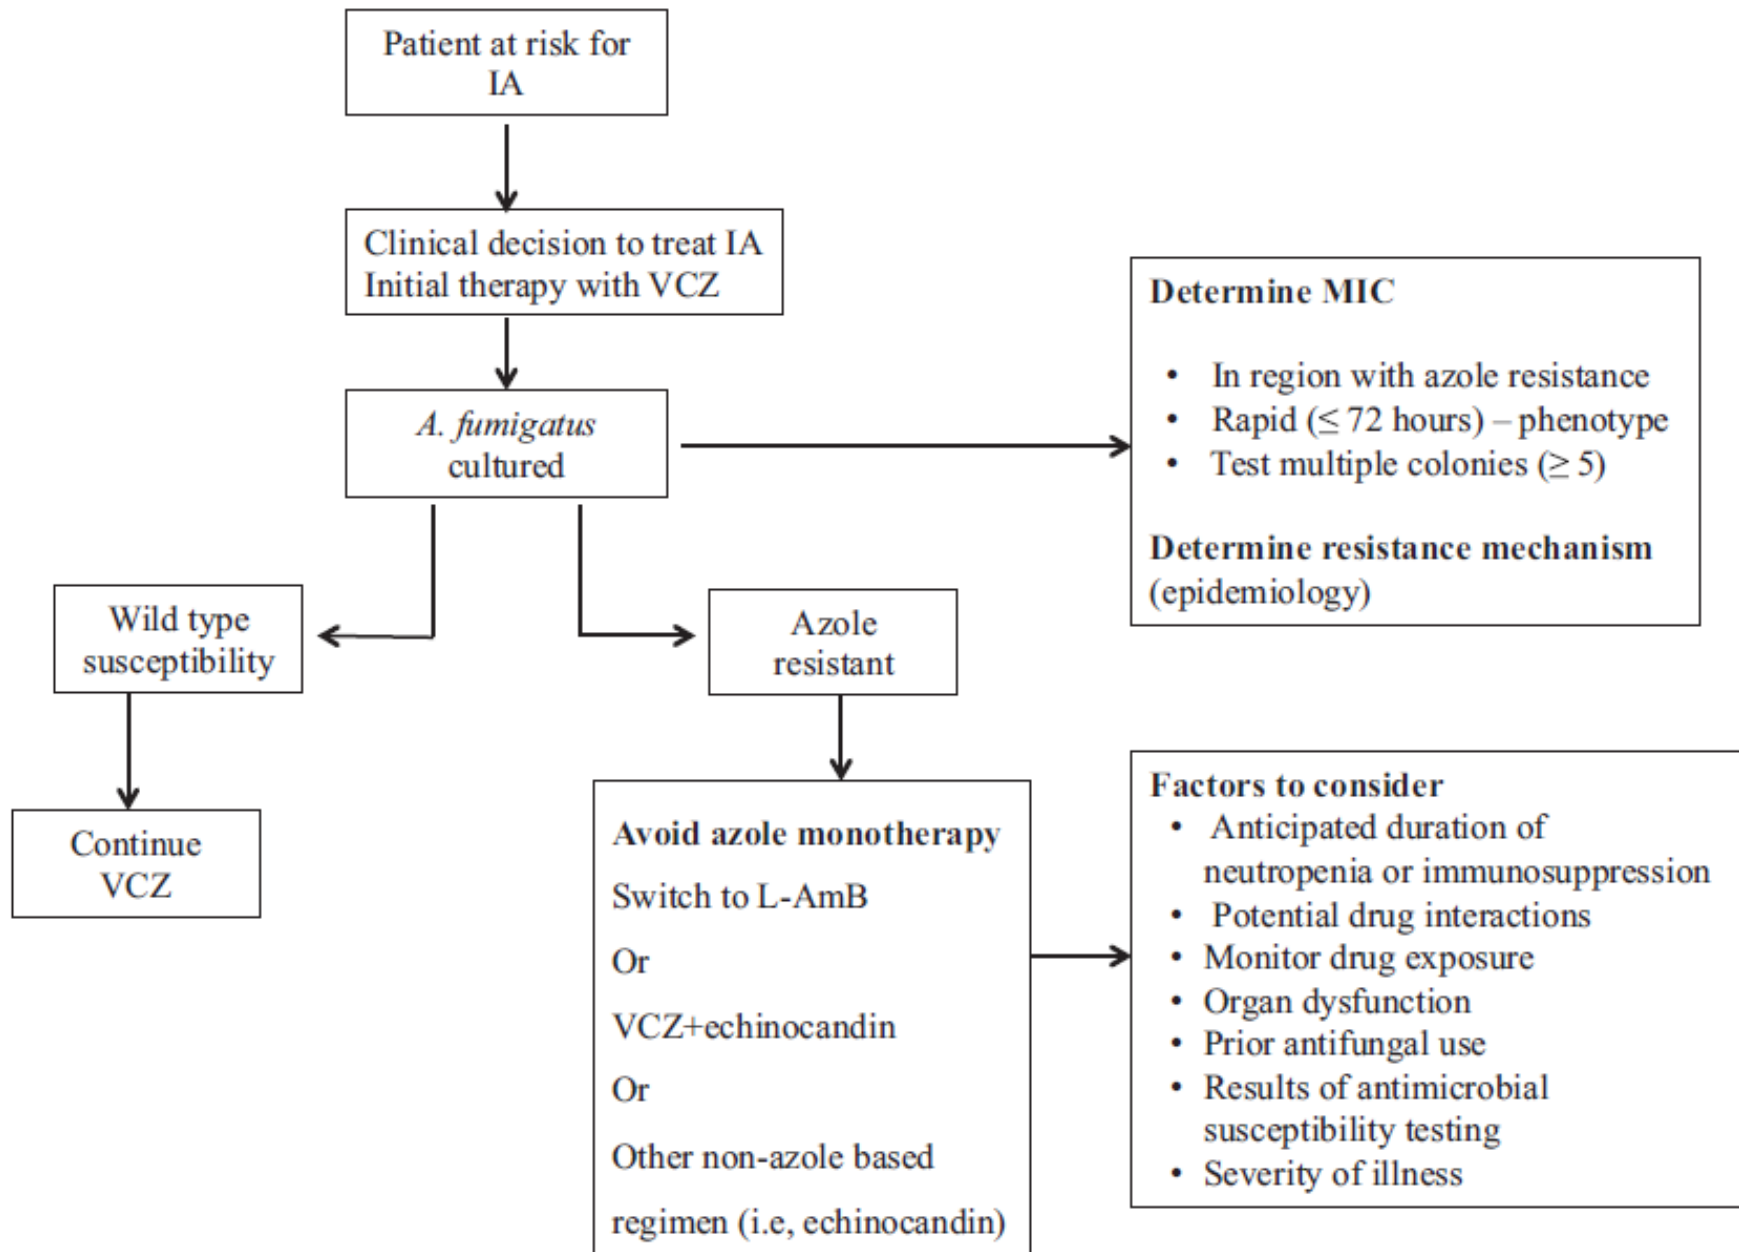 Patient at risk for
IA
Clinical decision to treat IA
Initial therapy with VCZ
A. fumigatus
cultured
Determine MIC
• In region with azole resistance
• Rapid (≤ 72 hours) – phenotype
• Test multiple colonies (≥ 5)
Determine resistance mechanism
(epidemiology)
Wild type
susceptibility
Azole
resistant
Continue
VCZ
Avoid azole monotherapy
Switch to L-AmB
Or
VCZ+echinocandin
Or
Other non-azole based
regimen (i.e, echinocandin)
Factors to consider
• Anticipated duration of
neutropenia or immunosuppression
• Potential drug interactions
• Monitor drug exposure
• Organ dysfunction
• Prior antifungal use
• Results of antimicrobial
susceptibility testing
• Severity of illness